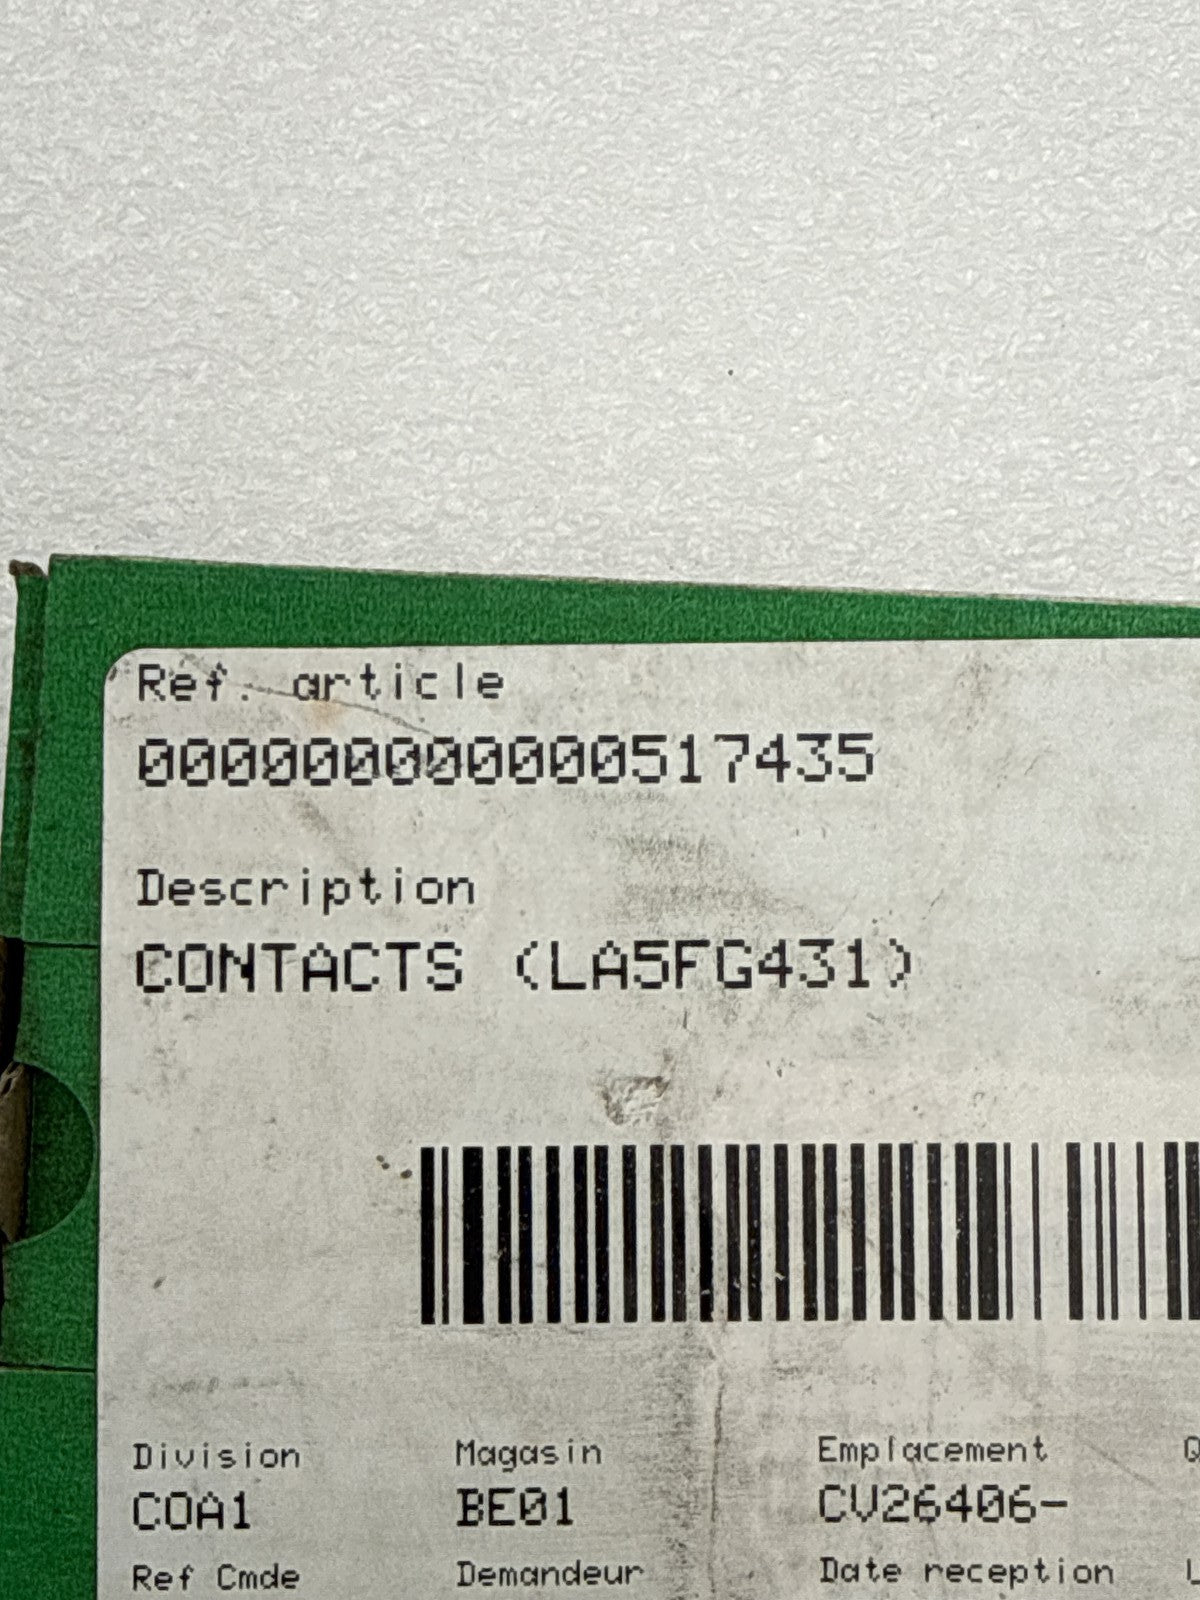 Ref. article
000000000000517435
Description
CONTACTS (LA5FG431)
Division Magasin Emplacement
COA1 BE01 CV26406-
Ref Cmde Demandeur Date reception